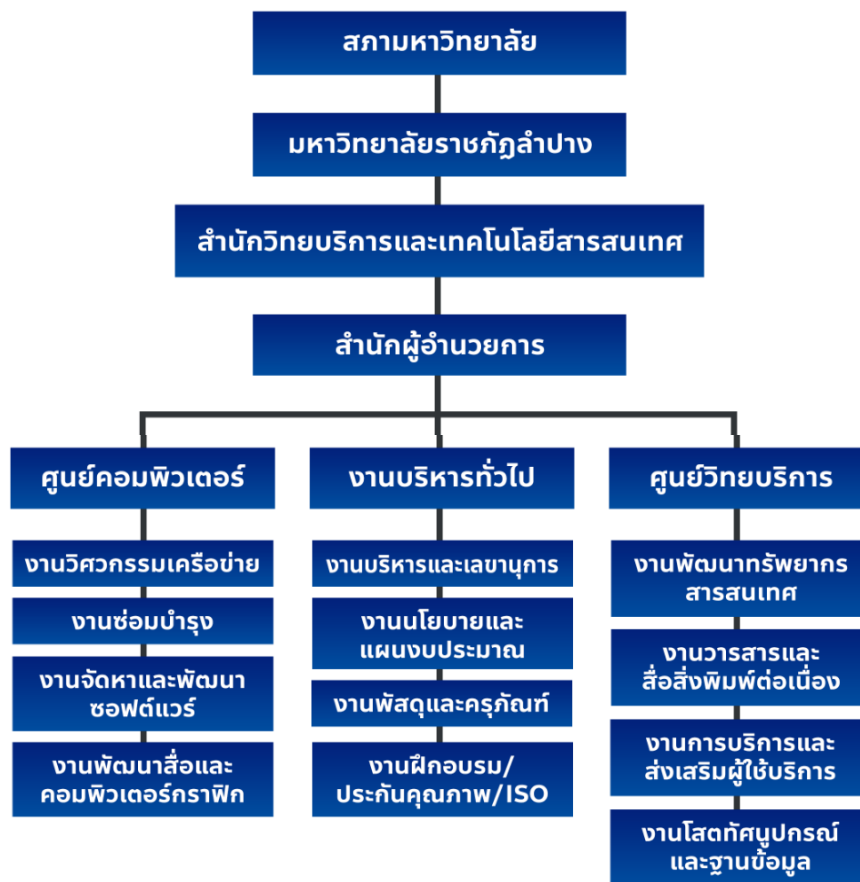 สภามหาวิทยาลัย
มหาวิทยาลัยราชภัฏลำปาง
สำนักวิทยบริการและเทคโนโลยีสารสนเทศ
สำนักผู้อำนวยการ
ศูนย์คอมพิวเตอร์
งานวิศวกรรมเครือข่าย
งานซ่อมบำรุง
งานจัดหาและพัฒนา
ซอฟต์แวร์
งานพัฒนาสื่อและ
คอมพิวเตอร์กราฟิก
งานบริหารทั่วไป
งานบริหารและเลขานุการ
งานนโยบายและ
แผนงบประมาณ
งานพัสดุและครุภัณฑ์
งานฝึกอบรม/
ประกันคุณภาพ/ISO
ศูนย์วิทยบริการ
งานพัฒนาทรัพยากร
สารสนเทศ
งานวารสารและ
สื่อสิ่งพิมพ์ต่อเนื่อง
งานการบริการและ
ส่งเสริมผู้ใช้บริการ
งานโสตทัศนูปกรณ์
และฐานข้อมูล